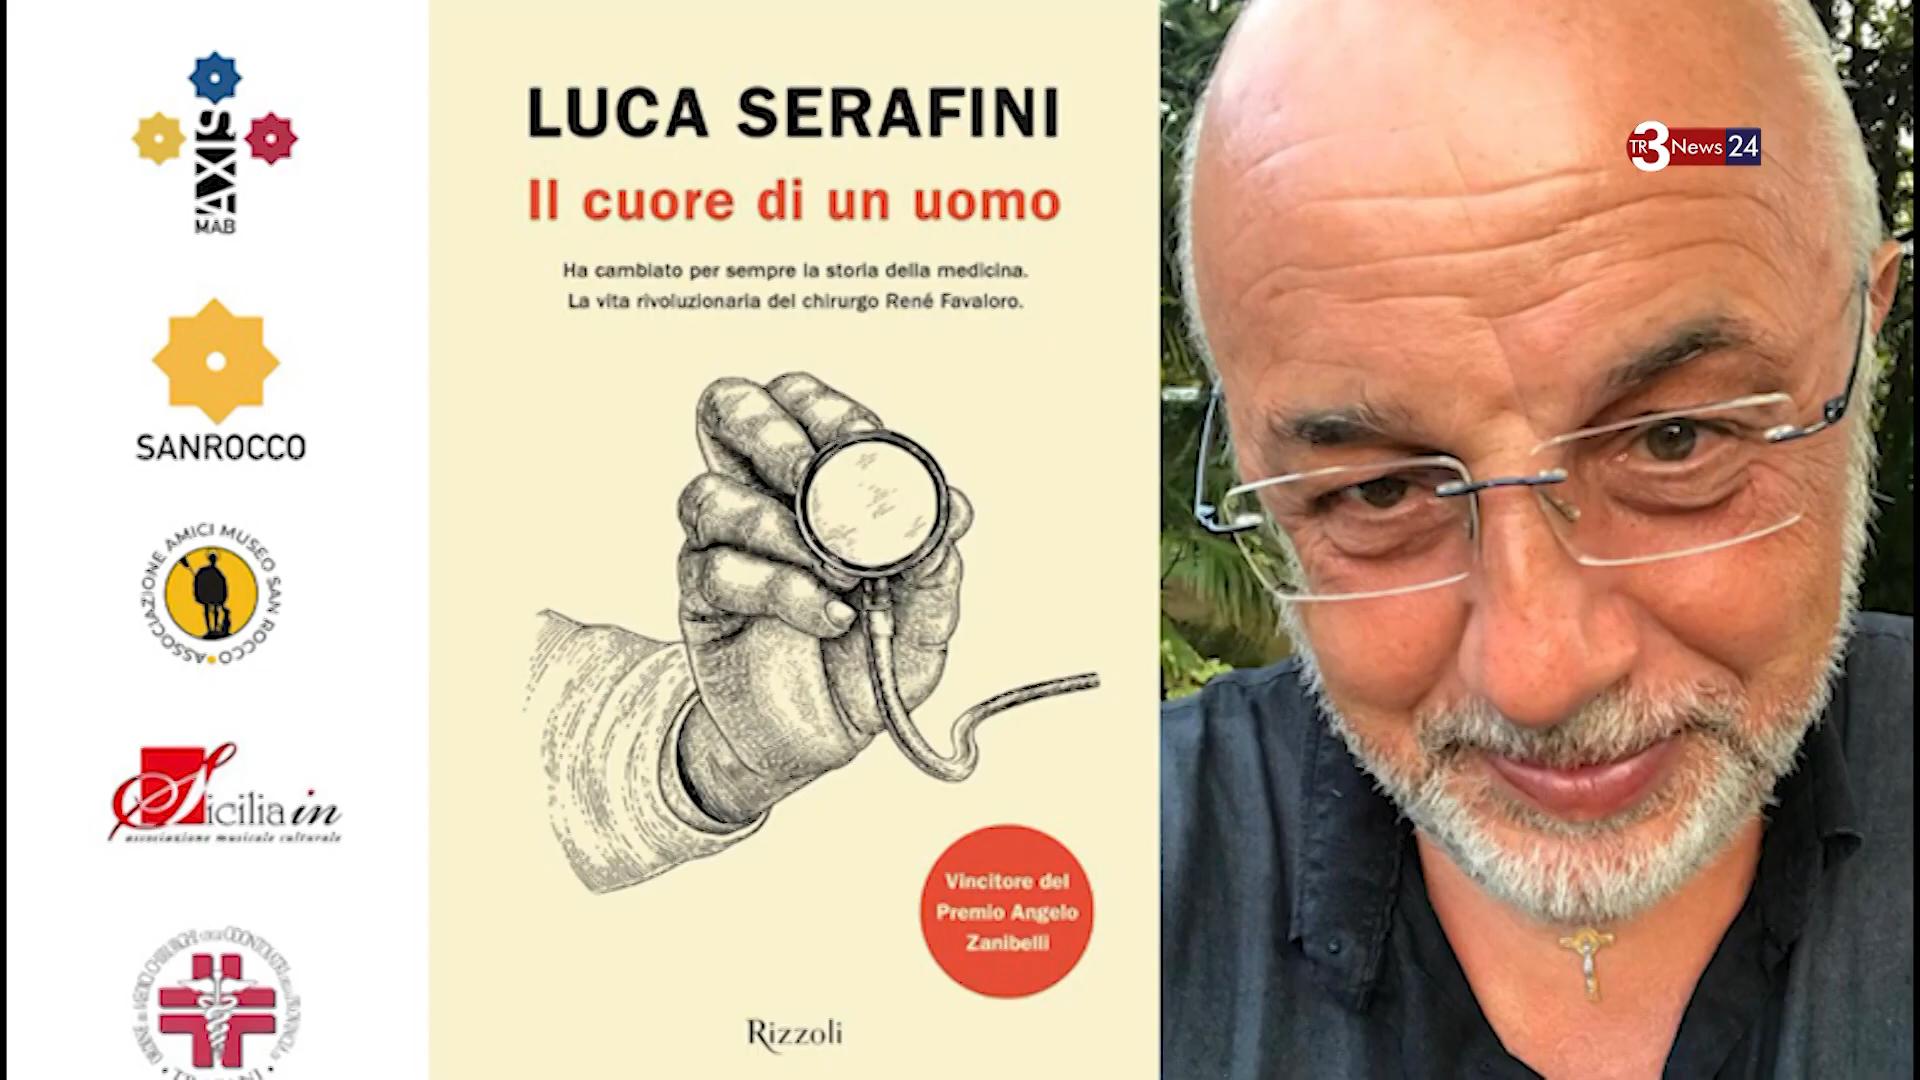 SIXA
MAB
SANROCCO
ASSOCIAZIONE AMICI MUSEO SAN ROCCO
Sicilia in
associazione musicale culturale
LUCA SERAFINI
Il cuore di un uomo
Ha cambiato per sempre la storia della medicina.
La vita rivoluzionaria del chirurgo René Favaloro.
Vincitore del
Premio Angelo
Zanibelli
Rizzoli
TR3 News 24